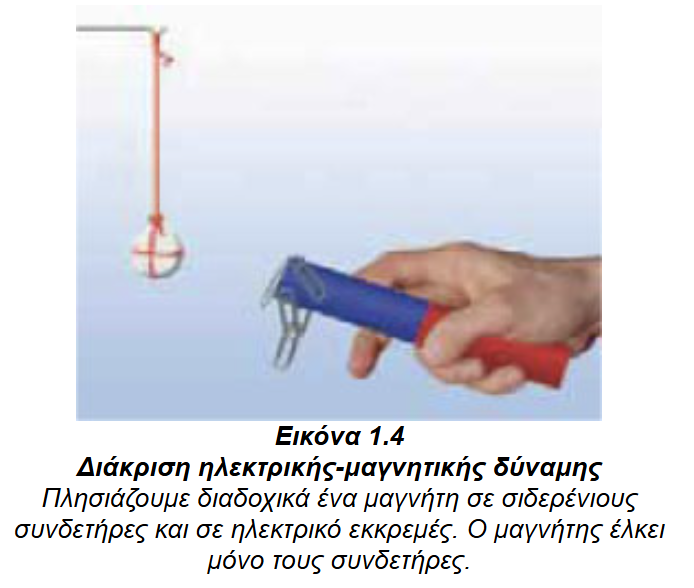 Εικόνα 1.4
Διάκριση ηλεκτρικής-μαγνητικής δύναμης
Πλησιάζουμε διαδοχικά ένα μαγνήτη σε σιδερένιους
συνδετήρες και σε ηλεκτρικό εκκρεμές. Ο μαγνήτης έλκει
μόνο τους συνδετήρες.